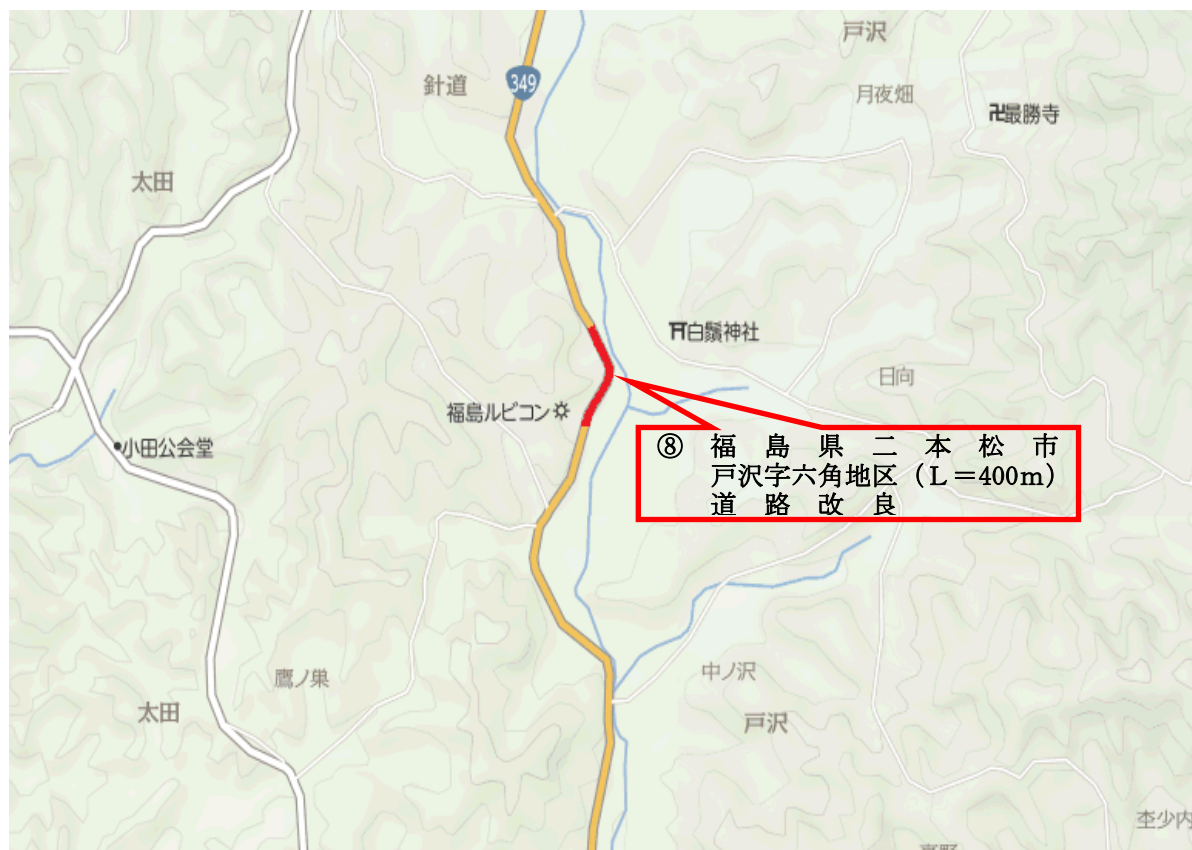 戸沢
針道
349
月夜畑
卍最勝寺
太田
白鬚神社
日向
福島ルビコン
小田公会堂
⑧ 福島県二本松市
戸沢字六角地区（L＝400m）
道路改良
中ノ沢
鷹ノ巣
太田
戸沢
杢少内